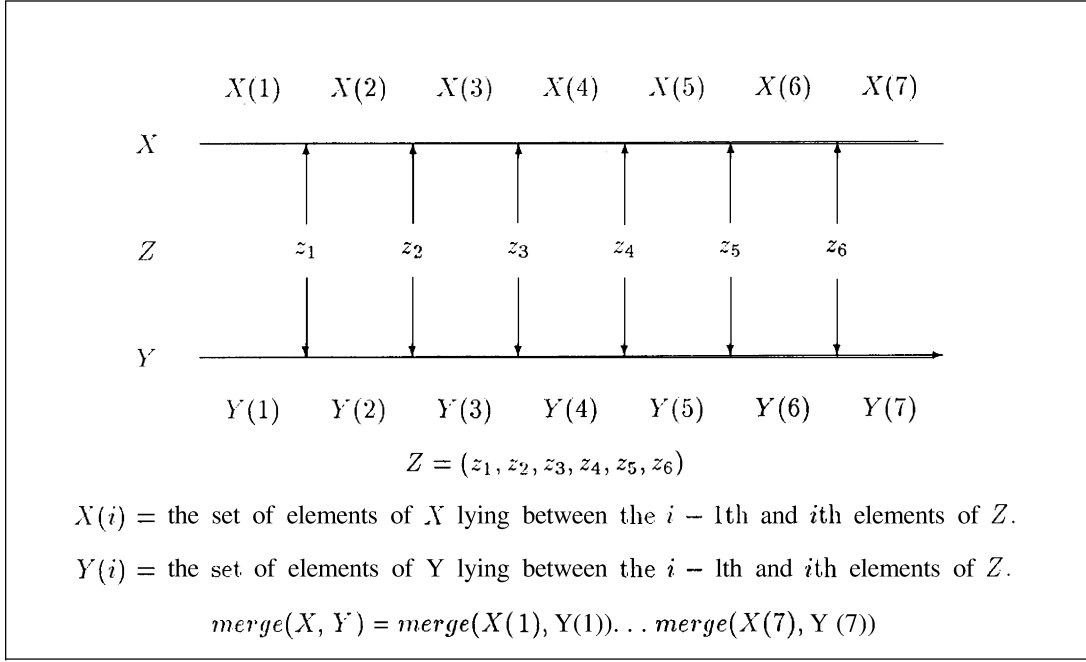 X(1) X(2) X(3) X(4) X(5) X(6) X(7)
X
Z z₁ z₂ z₃ z₄ z₅ z₆
Y
Y(1) Y(2) Y(3) Y(4) Y(5) Y(6) Y(7)
Z = (z₁, z₂, z₃, z₄, z₅, z₆)
X(i) = the set of elements of X lying between the i − 1th and ith elements of Z.
Y(i) = the set of elements of Y lying between the i − 1th and ith elements of Z.
merge(X, Y) = merge(X(1), Y(1))... merge(X(7), Y (7))